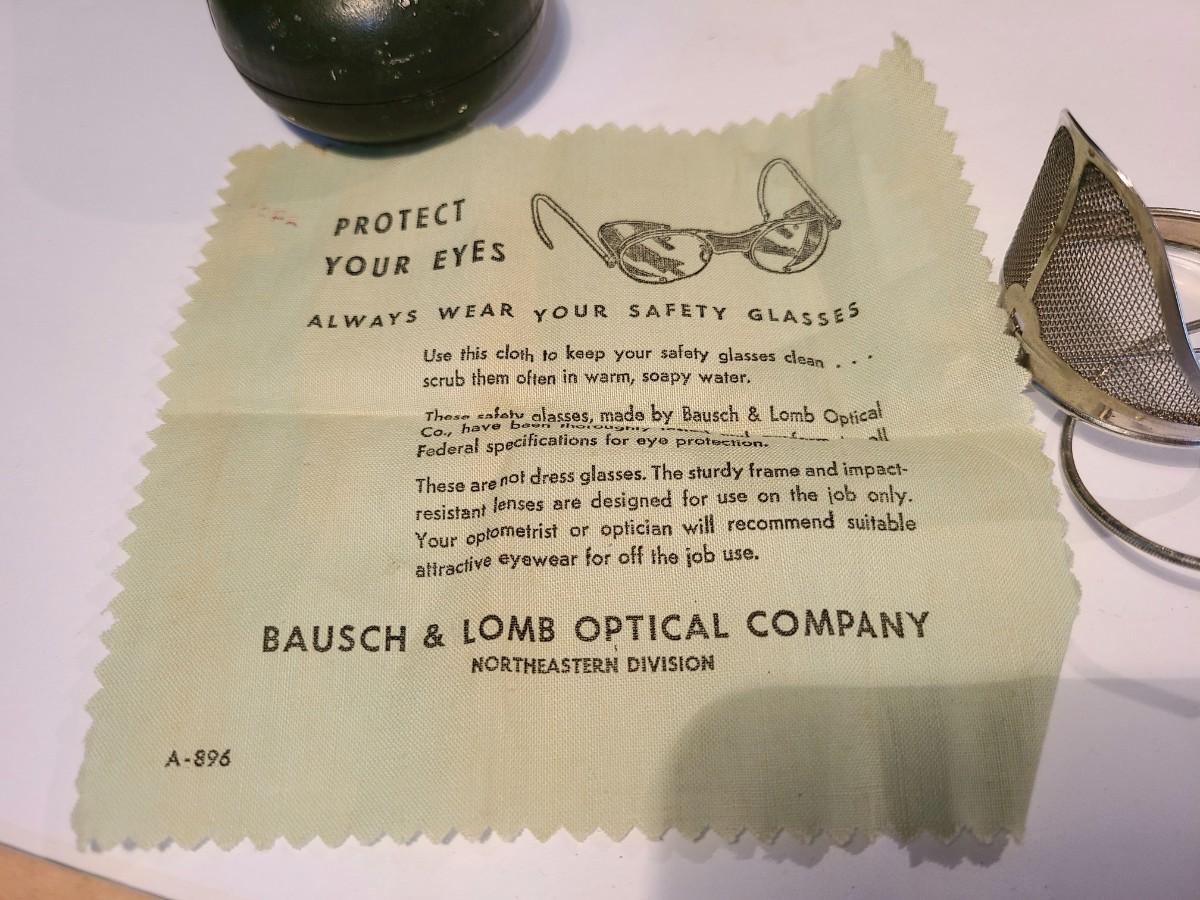 PROTECT
YOUR EYES
ALWAYS WEAR YOUR SAFETY GLASSES
Use this cloth to keep your safety glasses clean . . .
scrub them often in warm, soapy water.
These safety glasses, made by Bausch & Lomb Optical
Co., have been thoroughly
Federal specifications for eye protection.
These are not dress glasses. The sturdy frame and impact-
resistant lenses are designed for use on the job only.
Your optometrist or optician will recommend suitable
attractive eyewear for off the job use.
BAUSCH & LOMB OPTICAL COMPANY
NORTHEASTERN DIVISION
A-896